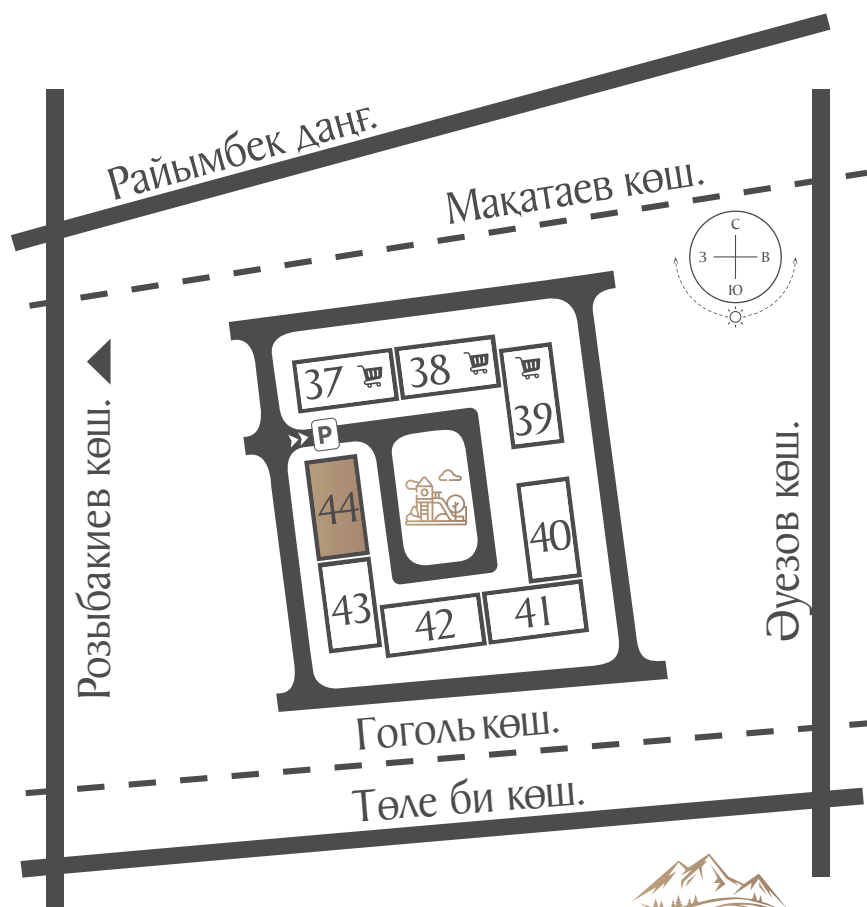 Райымбек даңғ.
Мақатаев көш.
С
З
В
Ю
37
38
39
P
44
40
43
42
41
Розыбакиев көш.
Әуезов көш.
Гоголь көш.
Төле би көш.